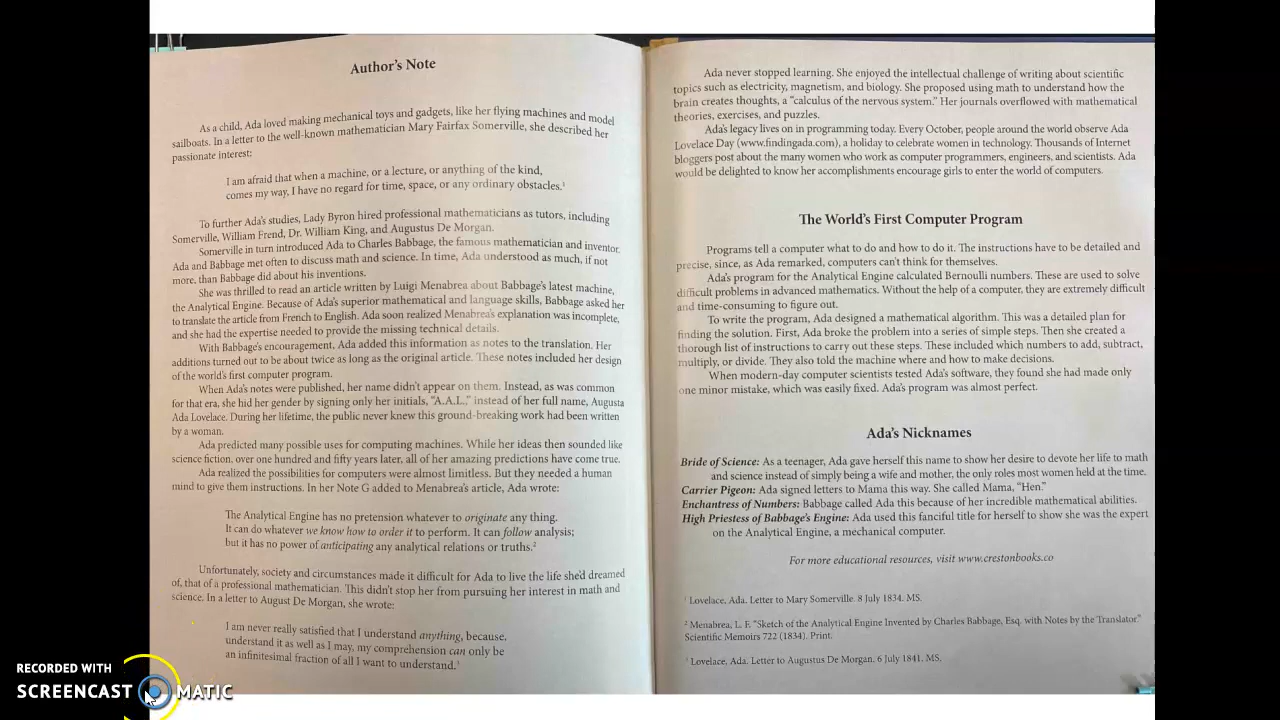 Author's Note
As a child, Ada loved making mechanical toys and gadgets, like her flying machines and model
sailboats. In a letter to the well-known mathematician Mary Fairfax Somerville, she described her
passionate interest:
I am afraid that when a machine, or a lecture, or anything of the kind,
comes my way, I have no regard for time, space, or any ordinary obstacles.¹
To further Ada's studies, Lady Byron hired professional mathematicians as tutors, including
Somerville, William Frend, Dr. William King, and Augustus De Morgan.
Somerville in turn introduced Ada to Charles Babbage, the famous mathematician and inventor.
Ada and Babbage met often to discuss math and science. In time, Ada understood as much, if not
more, than Babbage did about his inventions.
She was thrilled to read an article written by Luigi Menabrea about Babbage's latest machine,
the Analytical Engine. Because of Ada's superior mathematical and language skills, Babbage asked her
to translate the article from French to English. Ada soon realized Menabrea's explanation was incomplete,
and she had the expertise needed to provide the missing technical details.
With Babbage's encouragement, Ada added this information as notes to the translation. Her
additions turned out to be about twice as long as the original article. These notes included her design
of the world's first computer program.
When Ada's notes were published, her name didn't appear on them. Instead, as was common
for that era, she hid her gender by signing only her initials, "A.A.L.," instead of her full name, Augusta
Ada Lovelace. During her lifetime, the public never knew this ground-breaking work had been written
by a woman.
Ada predicted many possible uses for computing machines. While her ideas then sounded like
science fiction, over one hundred and fifty years later, all of her amazing predictions have come true.
Ada realized the possibilities for computers were almost limitless. But they needed a human
mind to give them instructions. In her Note G added to Menabrea's article, Ada wrote:
The Analytical Engine has no pretension whatever to originate any thing.
It can do whatever we know how to order it to perform. It can follow analysis;
but it has no power of anticipating any analytical relations or truths.²
Unfortunately, society and circumstances made it difficult for Ada to live the life she'd dreamed
of, that of a professional mathematician. This didn't stop her from pursuing her interest in math and
science. In a letter to August De Morgan, she wrote:
I am never really satisfied that I understand anything, because,
understand it as well as I may, my comprehension can only be
an infinitesimal fraction of all I want to understand.³
Ada never stopped learning. She enjoyed the intellectual challenge of writing about scientific
topics such as electricity, magnetism, and biology. She proposed using math to understand how the
brain creates thoughts, a "calculus of the nervous system." Her journals overflowed with mathematical
theories, exercises, and puzzles.
Ada's legacy lives on in programming today. Every October, people around the world observe Ada
Lovelace Day (www.findingada.com), a holiday to celebrate women in technology. Thousands of Internet
bloggers post about the many women who work as computer programmers, engineers, and scientists. Ada
would be delighted to know her accomplishments encourage girls to enter the world of computers.
The World's First Computer Program
Programs tell a computer what to do and how to do it. The instructions have to be detailed and
precise, since, as Ada remarked, computers can't think for themselves.
Ada's program for the Analytical Engine calculated Bernoulli numbers. These are used to solve
difficult problems in advanced mathematics. Without the help of a computer, they are extremely difficult
and time-consuming to figure out.
To write the program, Ada designed a mathematical algorithm. This was a detailed plan for
finding the solution. First, Ada broke the problem into a series of simple steps. Then she created a
thorough list of instructions to carry out these steps. These included which numbers to add, subtract,
multiply, or divide. They also told the machine where and how to make decisions.
When modern-day computer scientists tested Ada's software, they found she had made only
one minor mistake, which was easily fixed. Ada's program was almost perfect.
Ada's Nicknames
Bride of Science: As a teenager, Ada gave herself this name to show her desire to devote her life to math
and science instead of simply being a wife and mother, the only roles most women held at the time.
Carrier Pigeon: Ada signed letters to Mama this way. She called Mama, "Hen."
Enchantress of Numbers: Babbage called Ada this because of her incredible mathematical abilities.
High Priestess of Babbage's Engine: Ada used this fanciful title for herself to show she was the expert
on the Analytical Engine, a mechanical computer.
For more educational resources, visit www.crestonbooks.co
¹ Lovelace, Ada. Letter to Mary Somerville. 8 July 1834. MS.
² Menabrea, L. F. "Sketch of the Analytical Engine Invented by Charles Babbage, Esq. with Notes by the Translator."
Scientific Memoirs 722 (1834). Print.
³ Lovelace, Ada. Letter to Augustus De Morgan. 6 July 1841. MS.
RECORDED WITH
SCREENCAST MATIC